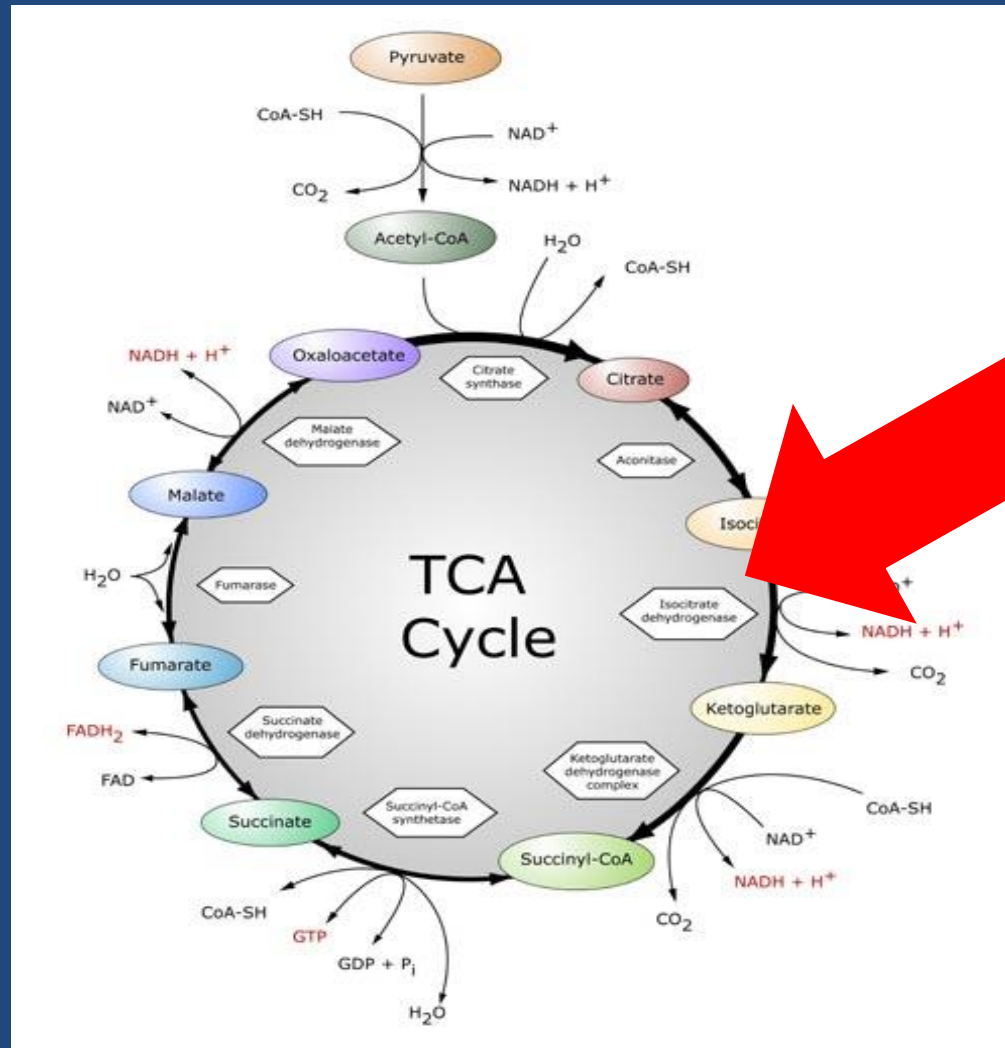 Pyruvate
CoA-SH
NAD+
CO2
NADH + H+
Acetyl-CoA
H2O
CoA-SH
NADH + H+
Oxaloacetate
Citrate
synthase
Citrate
NAD+
Malate
dehydrogenase
Aconitase
Malate
Isoci
TCA
Cycle
H2O
Fumarase
Isocitrate
dehydrogenase
NADH + H+
CO2
Fumarate
Ketoglutarate
FADH2
FAD
Succinate
dehydrogenase
Ketoglutarate
dehydrogenase
complex
CoA-SH
Succinate
Succinyl-CoA
synthetase
NAD+
Succinyl-CoA
NADH + H+
CoA-SH
CO2
GTP
GDP + Pi
H2O